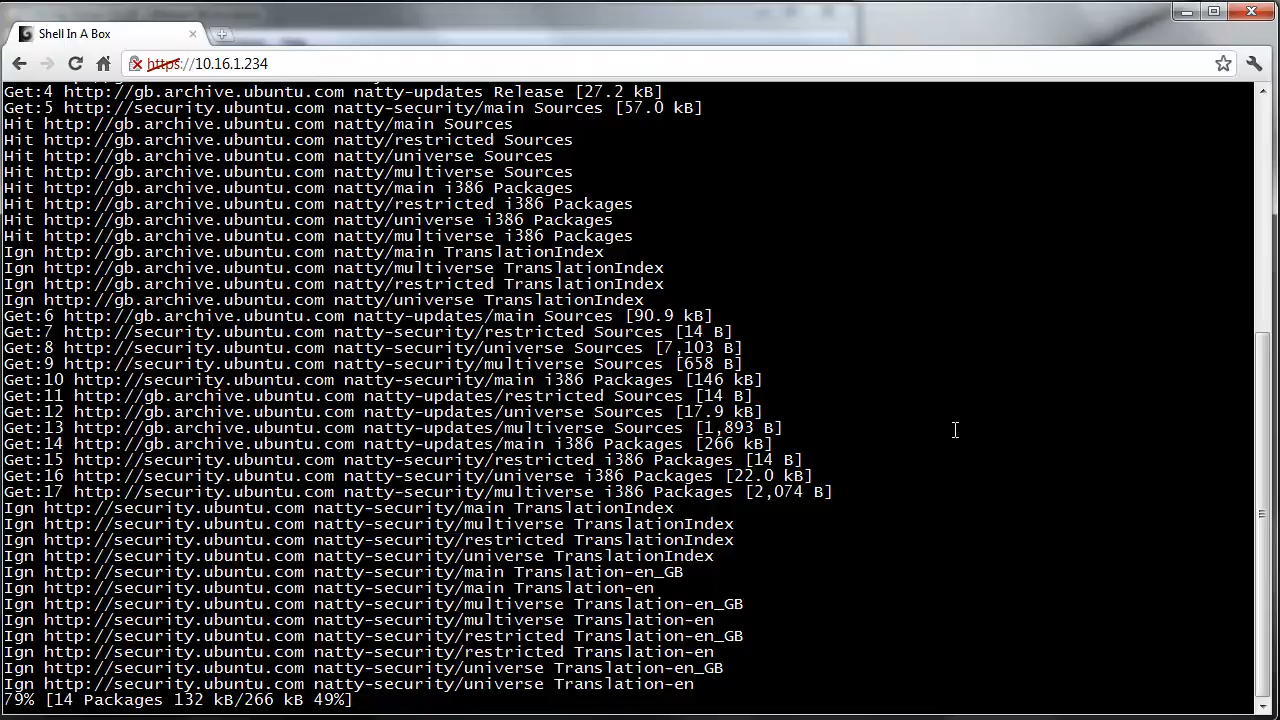 Shell In A Box
https://10.16.1.234
Get:4 http://gb.archive.ubuntu.com natty-updates Release [27.2 kB]
Get:5 http://security.ubuntu.com natty-security/main Sources [57.0 kB]
Hit http://gb.archive.ubuntu.com natty/main Sources
Hit http://gb.archive.ubuntu.com natty/restricted Sources
Hit http://gb.archive.ubuntu.com natty/universe Sources
Hit http://gb.archive.ubuntu.com natty/multiverse Sources
Hit http://gb.archive.ubuntu.com natty/main i386 Packages
Hit http://gb.archive.ubuntu.com natty/restricted i386 Packages
Hit http://gb.archive.ubuntu.com natty/universe i386 Packages
Hit http://gb.archive.ubuntu.com natty/multiverse i386 Packages
Ign http://gb.archive.ubuntu.com natty/main TranslationIndex
Ign http://gb.archive.ubuntu.com natty/multiverse TranslationIndex
Ign http://gb.archive.ubuntu.com natty/restricted TranslationIndex
Ign http://gb.archive.ubuntu.com natty/universe TranslationIndex
Get:6 http://gb.archive.ubuntu.com natty-updates/main Sources [90.9 kB]
Get:7 http://security.ubuntu.com natty-security/restricted Sources [14 B]
Get:8 http://security.ubuntu.com natty-security/universe Sources [7,103 B]
Get:9 http://security.ubuntu.com natty-security/multiverse Sources [658 B]
Get:10 http://security.ubuntu.com natty-security/main i386 Packages [146 kB]
Get:11 http://gb.archive.ubuntu.com natty-updates/restricted Sources [14 B]
Get:12 http://gb.archive.ubuntu.com natty-updates/universe Sources [17.9 kB]
Get:13 http://gb.archive.ubuntu.com natty-updates/multiverse Sources [1,893 B]
Get:14 http://gb.archive.ubuntu.com natty-updates/main i386 Packages [266 kB]
Get:15 http://security.ubuntu.com natty-security/restricted i386 Packages [14 B]
Get:16 http://security.ubuntu.com natty-security/universe i386 Packages [22.0 kB]
Get:17 http://security.ubuntu.com natty-security/multiverse i386 Packages [2,074 B]
Ign http://security.ubuntu.com natty-security/main TranslationIndex
Ign http://security.ubuntu.com natty-security/multiverse TranslationIndex
Ign http://security.ubuntu.com natty-security/restricted TranslationIndex
Ign http://security.ubuntu.com natty-security/universe TranslationIndex
Ign http://security.ubuntu.com natty-security/main Translation-en_GB
Ign http://security.ubuntu.com natty-security/main Translation-en
Ign http://security.ubuntu.com natty-security/multiverse Translation-en_GB
Ign http://security.ubuntu.com natty-security/multiverse Translation-en
Ign http://security.ubuntu.com natty-security/restricted Translation-en_GB
Ign http://security.ubuntu.com natty-security/restricted Translation-en
Ign http://security.ubuntu.com natty-security/universe Translation-en_GB
Ign http://security.ubuntu.com natty-security/universe Translation-en
79% [14 Packages 132 kB/266 kB 49%]